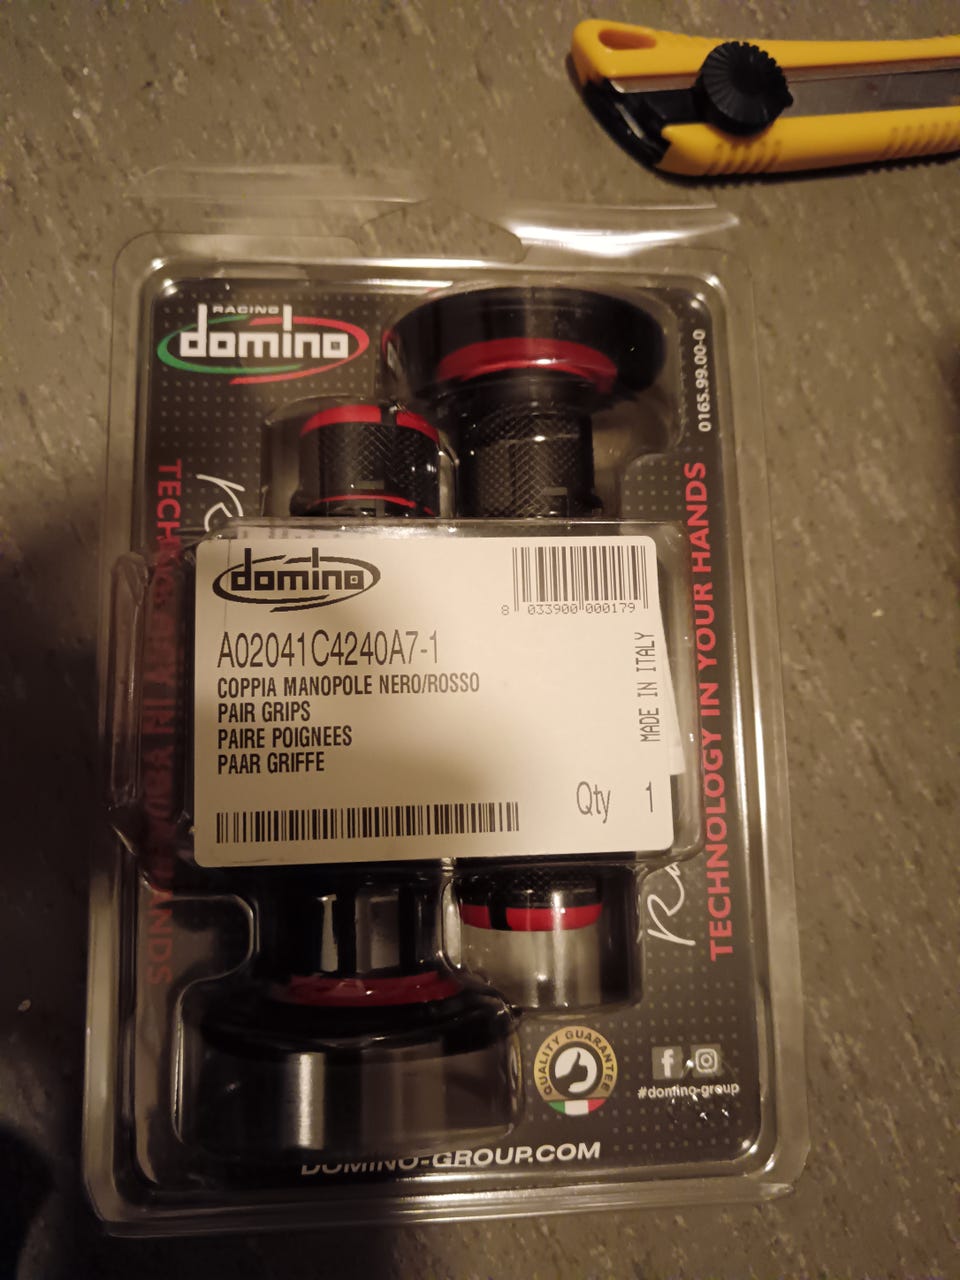 RACING
domino
0165.99.00-0
TECHNOLOGY IN YOUR HANDS
domino
8 033900 000179
A02041C4240A7-1
COPPIA MANOPOLE NERO/ROSSO
PAIR GRIPS
PAIRE POIGNEES
PAAR GRIFFE
MADE IN ITALY
Qty 1
QUALITY GUARANTEE
#domino-group
DOMINO-GROUP.COM